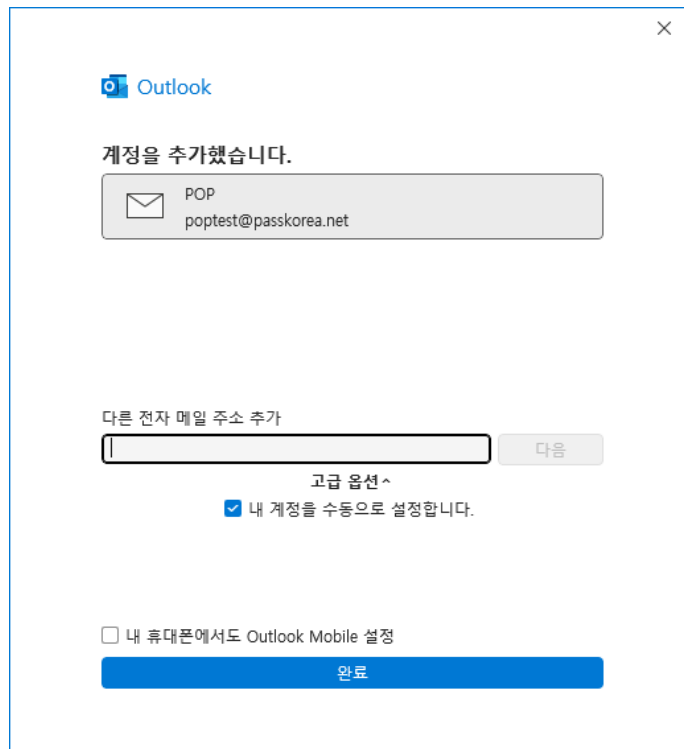 Outlook
계정을 추가했습니다.
POP
poptest@passkorea.net
다른 전자 메일 주소 추가
다음
고급 옵션^
내 계정을 수동으로 설정합니다.
내 휴대폰에서도 Outlook Mobile 설정
완료